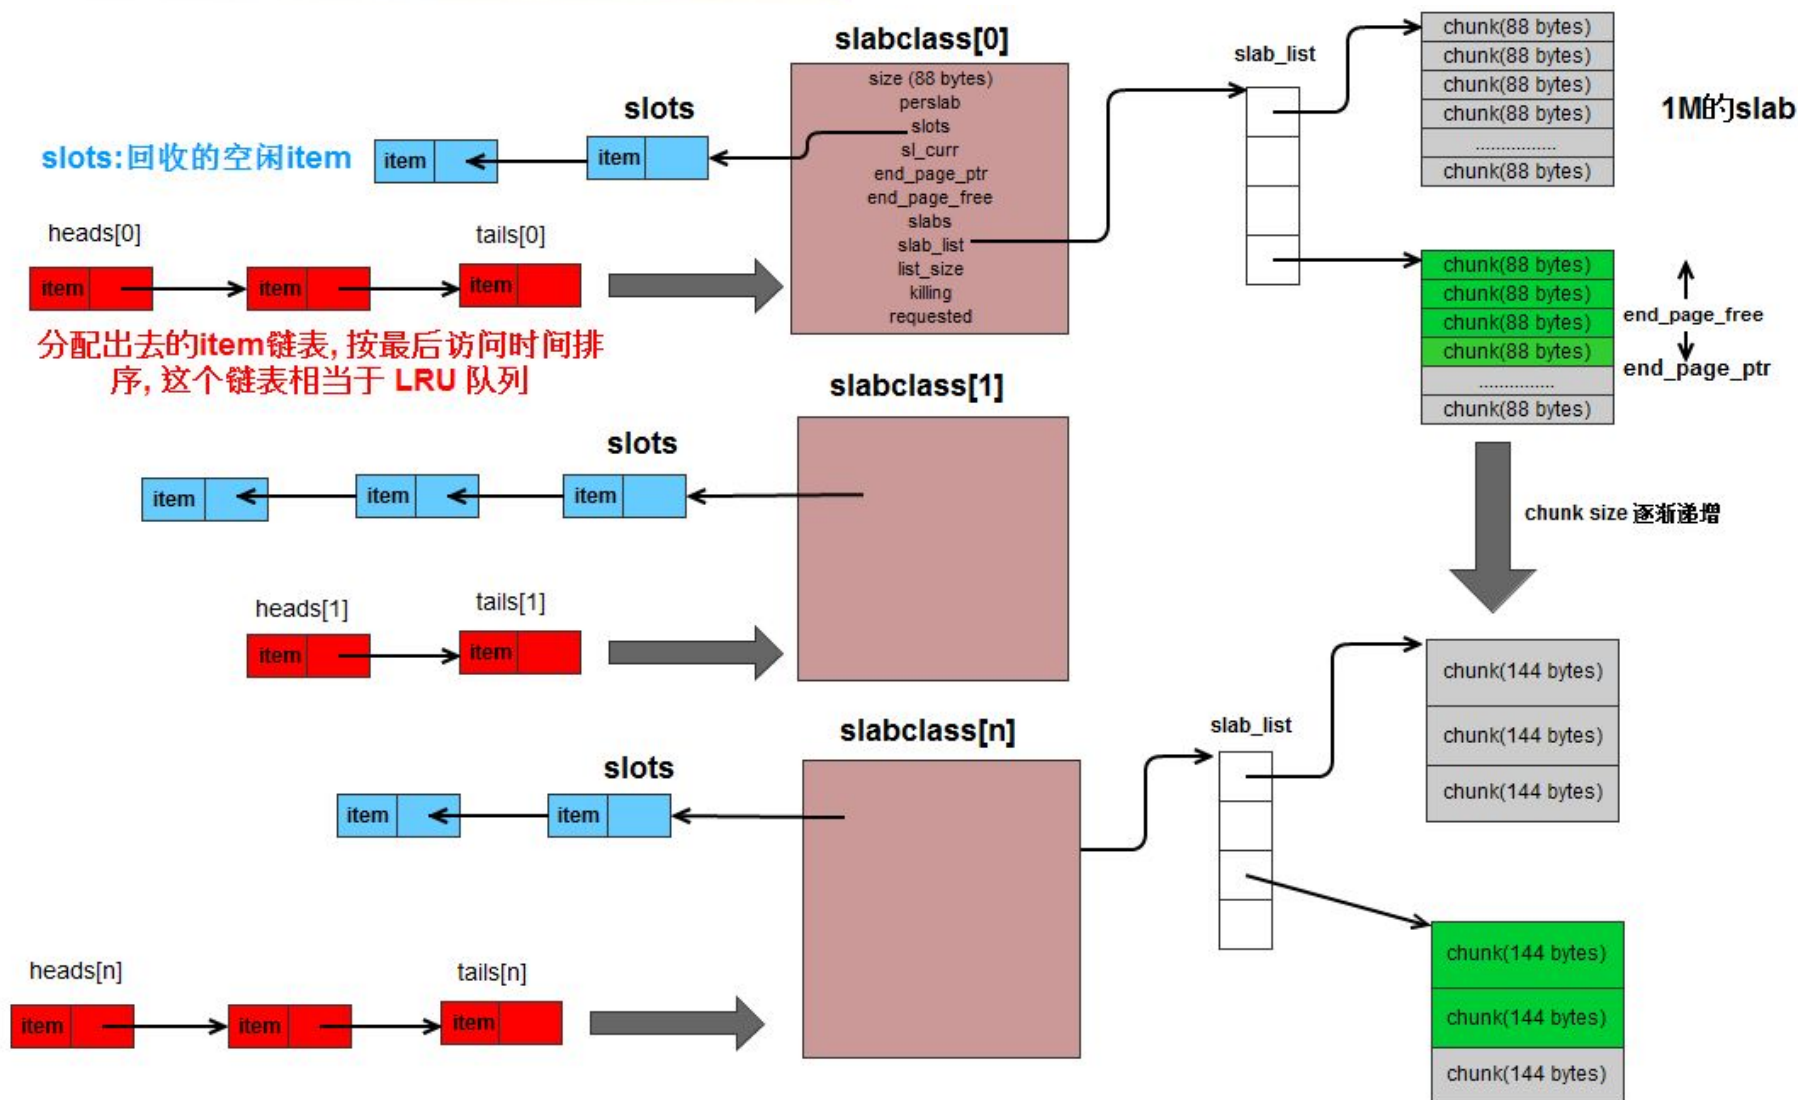 slabclass[0]
size (88 bytes)
perslab
slots
sl_curr
end_page_ptr
end_page_free
slabs
slab_list
list_size
killing
requested
slots
item
item
slots:回收的空闲item
heads[0]
tails[0]
item
item
item
分配出去的item链表, 按最后访问时间排
序, 这个链表相当于 LRU 队列
slab_list
chunk(88 bytes)
chunk(88 bytes)
chunk(88 bytes)
chunk(88 bytes)
................
chunk(88 bytes)
1M的slab
chunk(88 bytes)
chunk(88 bytes)
chunk(88 bytes)
chunk(88 bytes)
...............
chunk(88 bytes)
end_page_free
end_page_ptr
slabclass[1]
slots
item
item
item
heads[1]
tails[1]
item
item
chunk size 逐渐递增
slabclass[n]
slots
item
item
heads[n]
tails[n]
item
item
item
slab_list
chunk(144 bytes)
chunk(144 bytes)
chunk(144 bytes)
chunk(144 bytes)
chunk(144 bytes)
chunk(144 bytes)